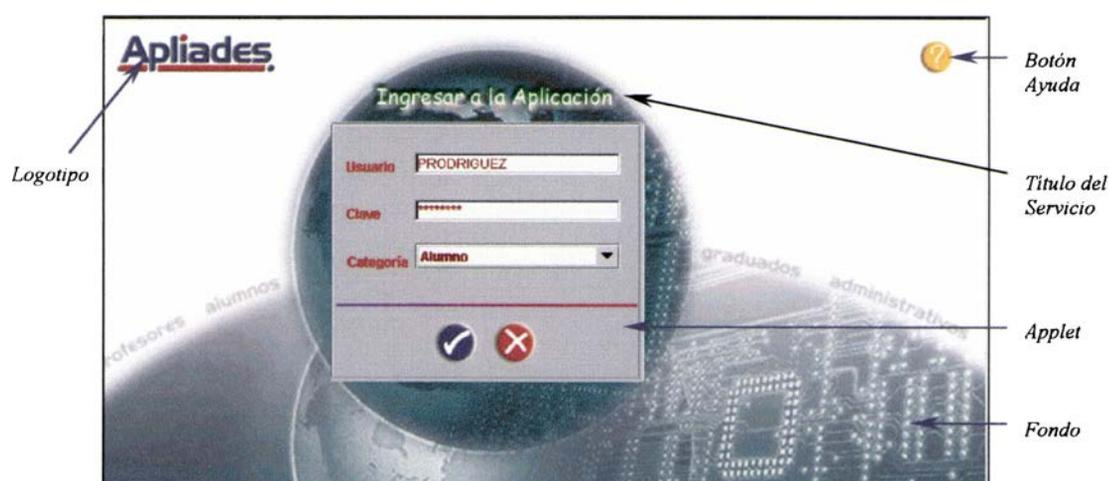 Apliades
Botón
Ayuda
Ingresar a la Aplicación
Logotipo
Usuario PRODRIGUEZ
Título del
Servicio
Clave ********
Categoría Alumno
graduados
administrativos
alumnos
profesores
Applet
Fondo